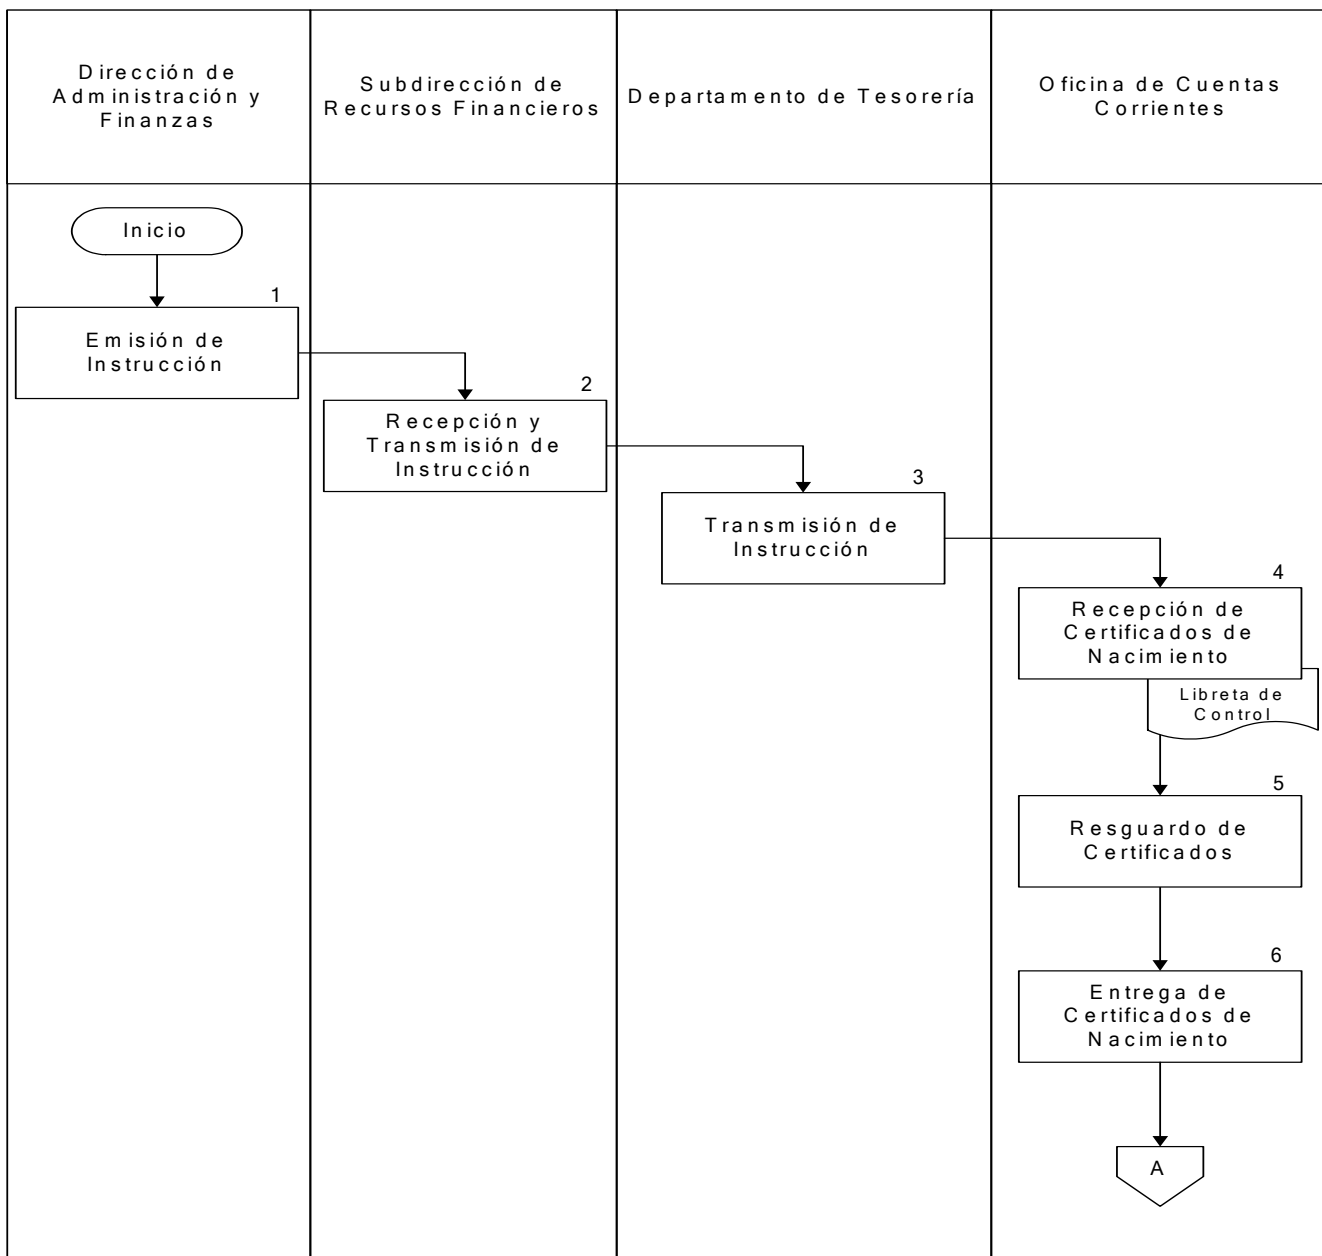 Dirección de
Administración y
Finanzas
Subdirección de
Recursos Financieros
Departamento de Tesorería
Oficina de Cuentas
Corrientes
Inicio
1
Emisión de
Instrucción
2
Recepción y
Transmisión de
Instrucción
3
Transmisión de
Instrucción
4
Recepción de
Certificados de
Nacimiento
Libreta de
Control
5
Resguardo de
Certificados
6
Entrega de
Certificados de
Nacimiento
A